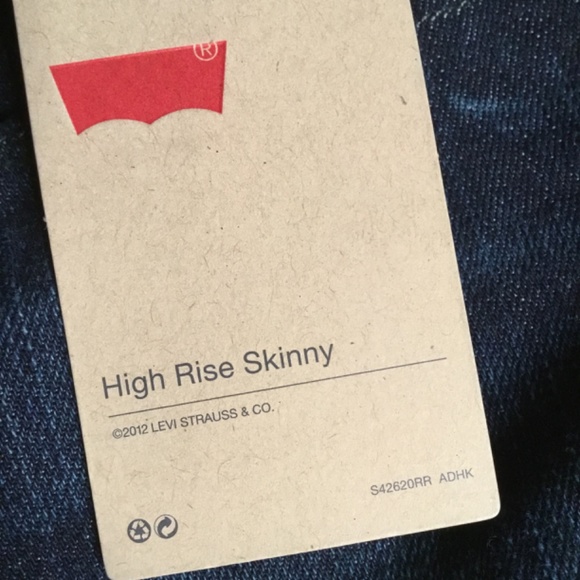 ®
High Rise Skinny
©2012 LEVI STRAUSS & CO.
S42620RR ADHK